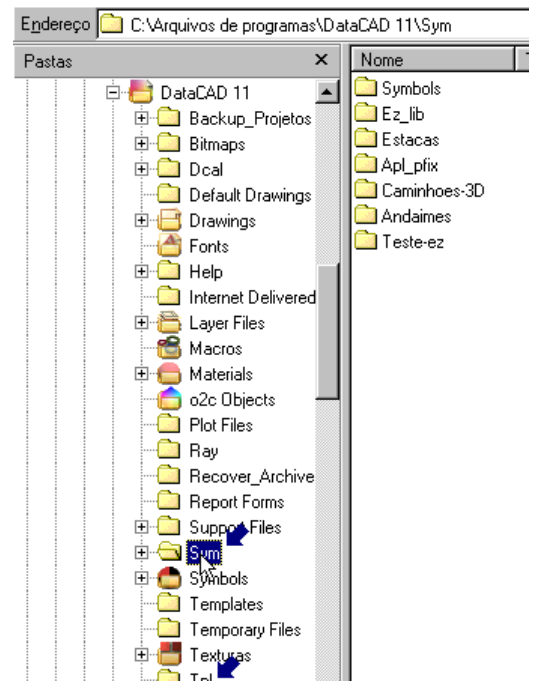 Endereço C:\Arquivos de programas\DataCAD 11\Sym
Pastas x
DataCAD 11
Backup_Projetos
Bitmaps
Dcal
Default Drawings
Drawings
Fonts
Help
Internet Delivered
Layer Files
Macros
Materials
o2c Objects
Plot Files
Ray
Recover_Archive
Report Forms
Support Files
Sym
Symbols
Templates
Temporary Files
Texturas
Tpl
Nome
Symbols
Ez_lib
Estacas
Apl_pfix
Caminhoes-3D
Andaimes
Teste-ez